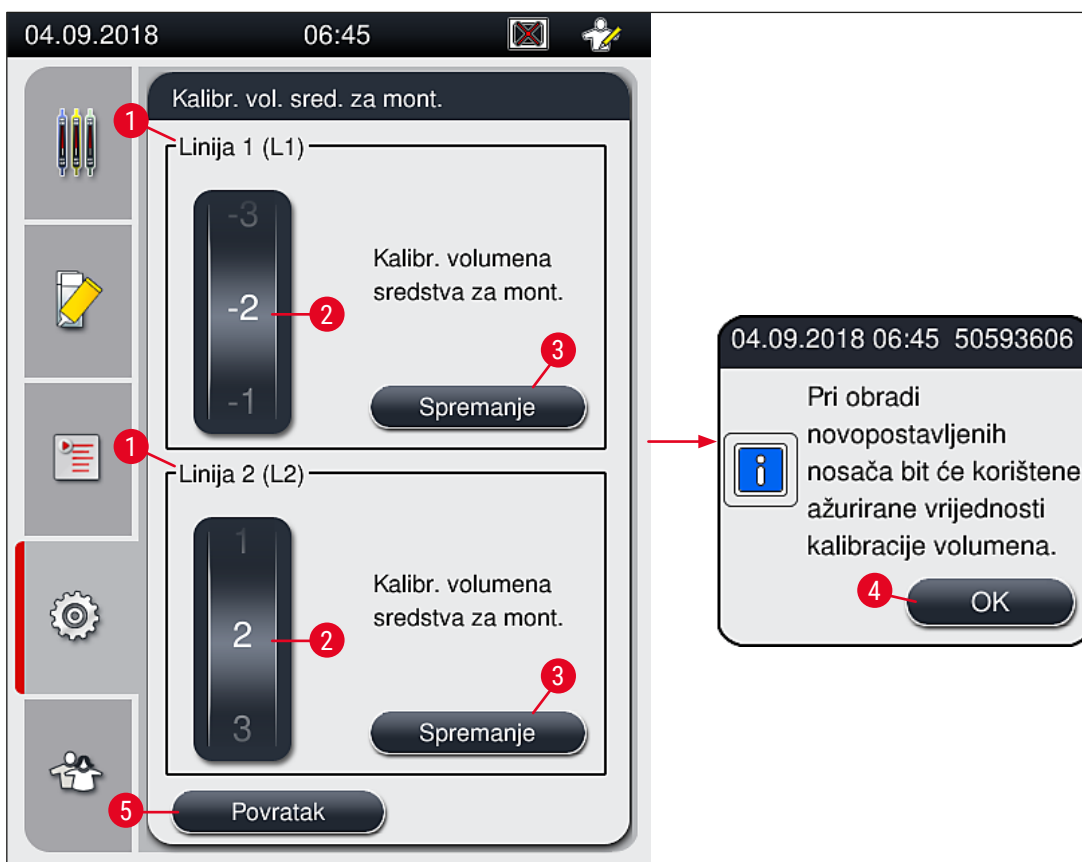 04.09.2018 06:45
Kalibr. vol. sred. za mont.
1
Linija 1 (L1)
-3
-2
-1
2
Kalibr. volumena
sredstva za mont.
3
Spremanje
1
Linija 2 (L2)
1
2
3
2
Kalibr. volumena
sredstva za mont.
3
Spremanje
5
Povratak
04.09.2018 06:45 50593606
i
Pri obradi
novopostavljenih
nosača bit će korištene
ažurirane vrijednosti
kalibracije volumena.
4
OK